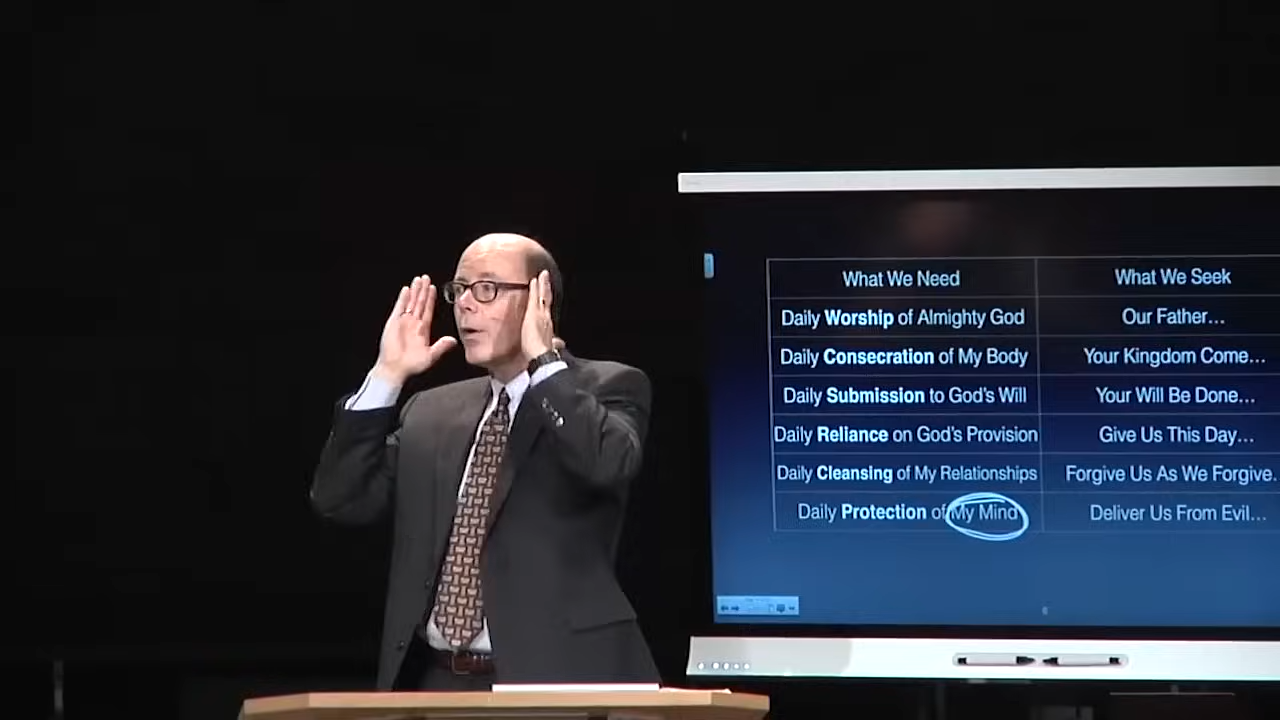 What We Need What We Seek
Daily Worship of Almighty God Our Father...
Daily Consecration of My Body Your Kingdom Come...
Daily Submission to God's Will Your Will Be Done...
Daily Reliance on God's Provision Give Us This Day...
Daily Cleansing of My Relationships Forgive Us As We Forgive.
Daily Protection of My Mind Deliver Us From Evil...